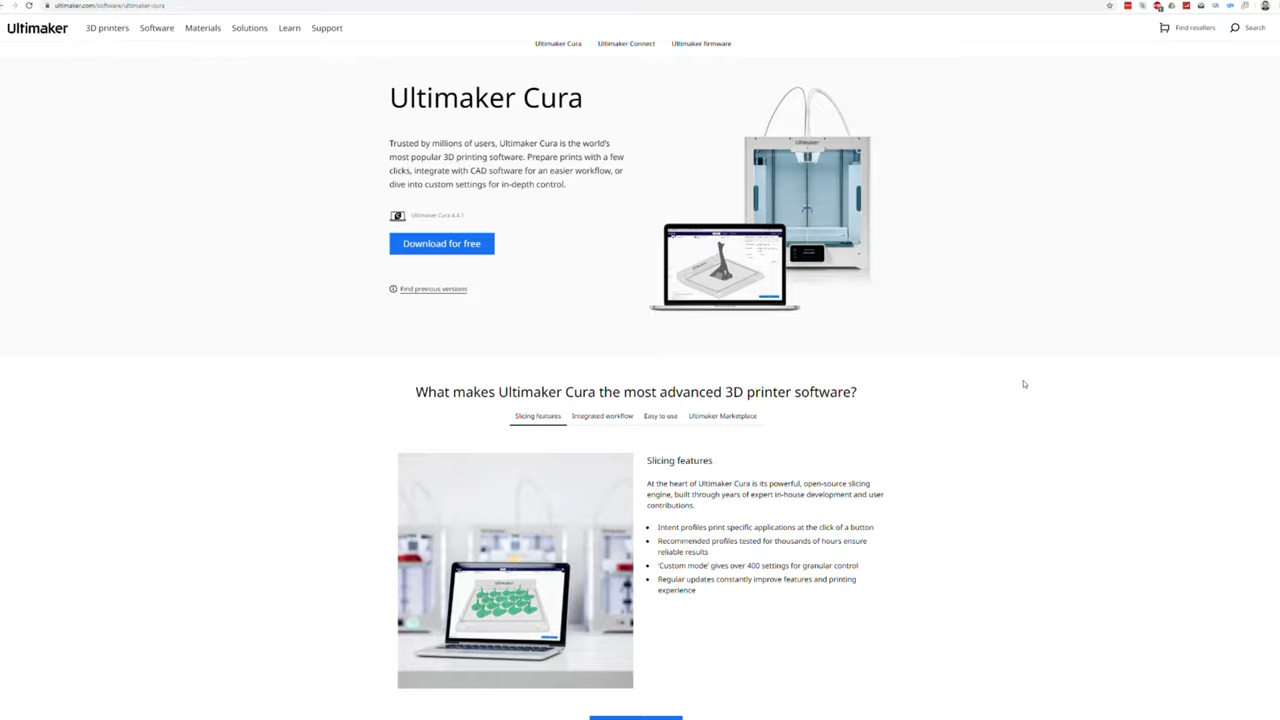 ultimaker.com/software/ultimaker-cura
Ultimaker
3D printers
Software
Materials
Solutions
Learn
Support
Find resellers
Search
Ultimaker Cura
Ultimaker Connect
Ultimaker firmware
Ultimaker Cura
Trusted by millions of users, Ultimaker Cura is the world's
most popular 3D printing software. Prepare prints with a few
clicks, integrate with CAD software for an easier workflow, or
dive into custom settings for in-depth control.
Ultimaker Cura 4.4.1
Download for free
Find previous versions
Ultimaker
Ultimaker
What makes Ultimaker Cura the most advanced 3D printer software?
Slicing features
Integrated workflow
Easy to use
Ultimaker Marketplace
Slicing features
At the heart of Ultimaker Cura is its powerful, open-source slicing
engine, built through years of expert in-house development and user
contributions.
Intent profiles print specific applications at the click of a button
Recommended profiles tested for thousands of hours ensure
reliable results
'Custom mode' gives over 400 settings for granular control
Regular updates constantly improve features and printing
experience
Ultimaker